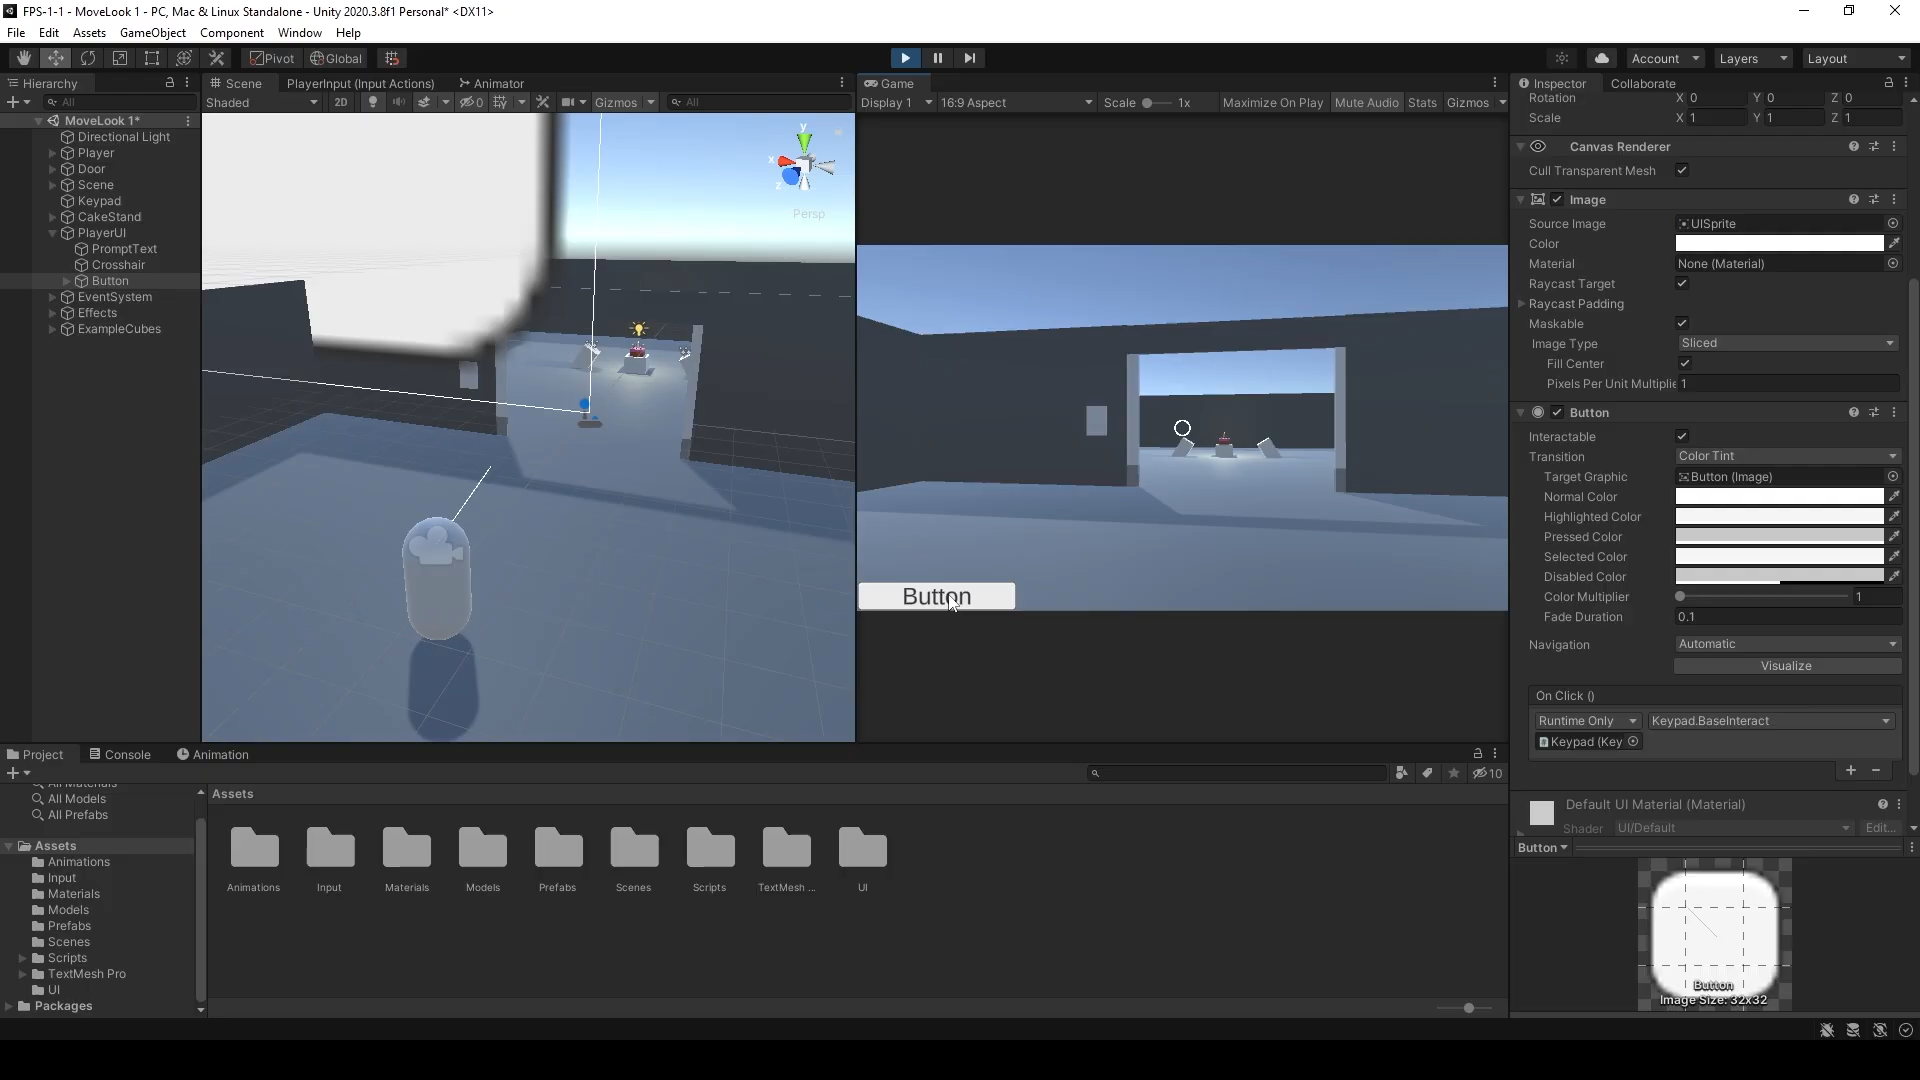 FPS-1-1 - MoveLook 1 - PC, Mac & Linux Standalone - Unity 2020.3.8f1 Personal* <DX11>
File Edit Assets GameObject Component Window Help
Pivot Global Account Layers Layout
Hierarchy
All
MoveLook 1*
Directional Light
Player
Door
Scene
Keypad
CakeStand
PlayerUI
PromptText
Crosshair
Button
EventSystem
Effects
ExampleCubes
Scene PlayerInput (Input Actions) Animator
Shaded 2D 0 Gizmos All
y
x
z
Persp
Game
Display 1 16:9 Aspect Scale 1x Maximize On Play Mute Audio Stats Gizmos
Button
Inspector Collaborate
Rotation X 0 Y 0 Z 0
Scale X 1 Y 1 Z 1
Canvas Renderer
Cull Transparent Mesh
Image
Source Image UISprite
Color
Material None (Material)
Raycast Target
Raycast Padding
Maskable
Image Type Sliced
Fill Center
Pixels Per Unit Multiplie 1
Button
Interactable
Transition Color Tint
Target Graphic Button (Image)
Normal Color
Highlighted Color
Pressed Color
Selected Color
Disabled Color
Color Multiplier 1
Fade Duration 0.1
Navigation Automatic
Visualize
On Click ()
Runtime Only Keypad.BaseInteract
Keypad (Key
Default UI Material (Material)
Shader UI/Default Edit...
Button
Button
Image Size: 32x32
Project Console Animation
10
All Materials
All Models
All Prefabs
Assets
Animations
Input
Materials
Models
Prefabs
Scenes
Scripts
TextMesh Pro
UI
Packages
Assets
Animations Input Materials Models Prefabs Scenes Scripts TextMesh ... UI